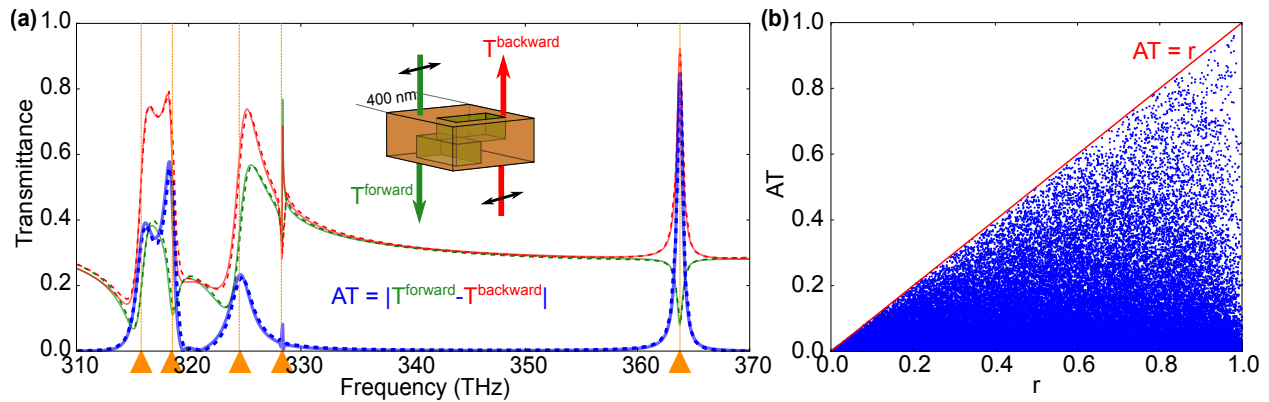 (a)
Transmittance
1.0
0.8
0.6
0.4
0.2
0.0
310
320
330
340
350
360
370
Frequency (THz)
400 nm
T^backward
T^forward
AT = |T^forward-T^backward|
(b)
AT
1.0
0.8
0.6
0.4
0.2
0.0
0.0
0.2
0.4
0.6
0.8
1.0
r
AT = r